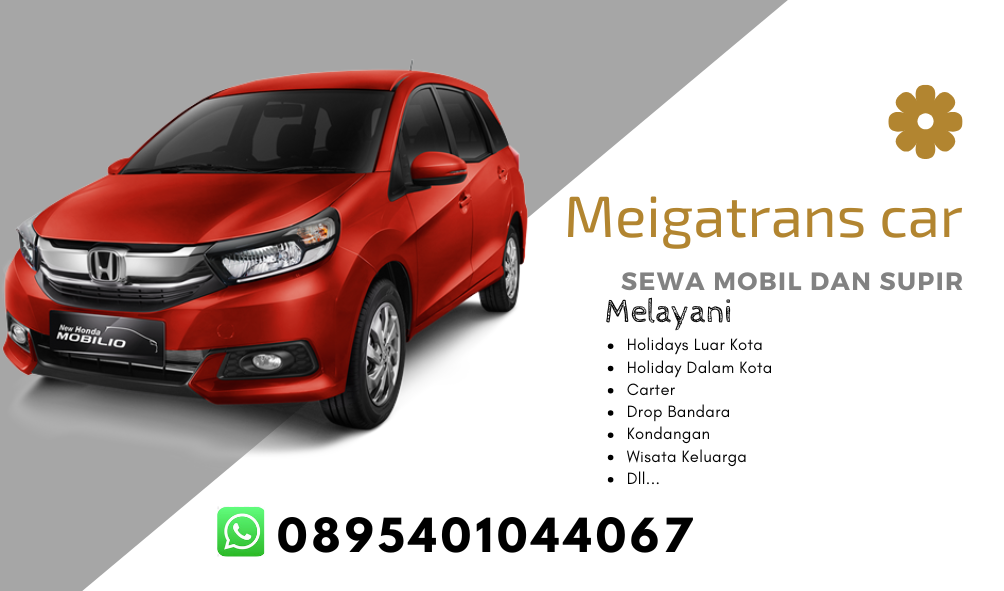 Meigatrans car
SEWA MOBIL DAN SUPIR
Melayani
Holidays Luar Kota
Holiday Dalam Kota
Carter
Drop Bandara
Kondangan
Wisata Keluarga
Dll...
New Honda
MOBILIO
0895401044067